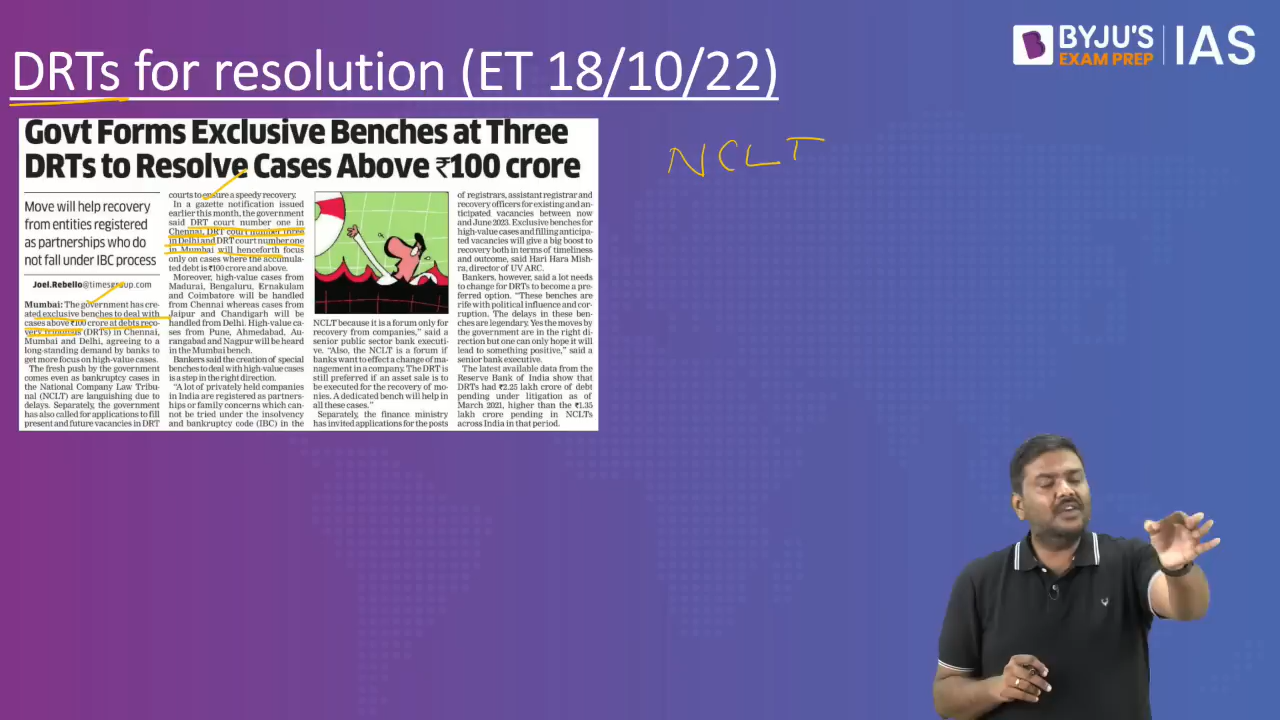 DRTs for resolution (ET 18/10/22)
BYJU'S
EXAM PREP
IAS
NCLT
Govt Forms Exclusive Benches at Three
DRTs to Resolve Cases Above ₹100 crore
Move will help recovery
from entities registered
as partnerships who do
not fall under IBC process
Joel.Rebello@timesgroup.com
Mumbai: The government has cre-
ated exclusive benches to deal with
cases above ₹100 crore at debts reco-
very tribunals (DRTs) in Chennai,
Mumbai and Delhi, agreeing to a
long-standing demand by banks to
get more focus on high-value cases.
The fresh push by the government
comes even as bankruptcy cases in
the National Company Law Tribu-
nal (NCLT) are languishing due to
delays. Separately, the government
has also called for applications to fill
present and future vacancies in DRT
courts to ensure a speedy recovery.
In a gazette notification issued
earlier this month, the government
said DRT court number one in
Chennai, DRT court number three
in Delhi and DRT court number one
in Mumbai will henceforth focus
only on cases where the accumula-
ted debt is ₹100 crore and above.
Moreover, high-value cases from
Madurai, Bengaluru, Ernakulam
and Coimbatore will be handled
from Chennai whereas cases from
Jaipur and Chandigarh will be
handled from Delhi. High-value ca-
ses from Pune, Ahmedabad, Au-
rangabad and Nagpur will be heard
in the Mumbai bench.
Bankers said the creation of special
benches to deal with high-value cases
is a step in the right direction.
"A lot of privately held companies
in India are registered as partners-
hips or family concerns which can-
not be tried under the insolvency
and bankruptcy code (IBC) in the
NCLT because it is a forum only for
recovery from companies," said a
senior public sector bank executi-
ve. "Also, the NCLT is a forum if
banks want to effect a change of ma-
nagement in a company. The DRT is
still preferred if an asset sale is to
be executed for the recovery of mo-
nies. A dedicated bench will help in
all these cases."
Separately, the finance ministry
has invited applications for the posts
of registrars, assistant registrar and
recovery officers for existing and an-
ticipated vacancies between now
and June 2023. Exclusive benches for
high-value cases and filling anticipa-
ted vacancies will give a big boost to
recovery both in terms of timeliness
and outcome, said Hari Hara Mish-
ra, director of UV ARC.
Bankers, however, said a lot needs
to change for DRTs to become a pre-
ferred option. "These benches are
rife with political influence and cor-
ruption. The delays in these ben-
ches are legendary. Yes the moves by
the government are in the right di-
rection but one can only hope it will
lead to something positive," said a
senior bank executive.
The latest available data from the
Reserve Bank of India show that
DRTs had ₹2.25 lakh crore of debt
pending under litigation as of
March 2021, higher than the ₹1.35
lakh crore pending in NCLTs
across India in that period.